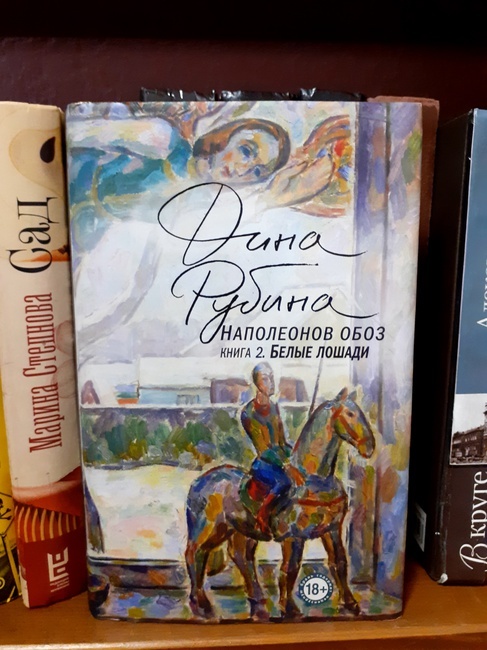 Дина
Рубина
НАПОЛЕОНОВ ОБОЗ
КНИГА 2. БЕЛЫЕ ЛОШАДИ
18+
Марина Степнова
Сад
В круге